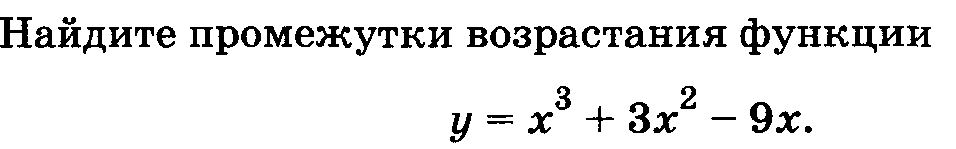 Найдите промежутки возрастания функции
y = x³ + 3x² − 9x.